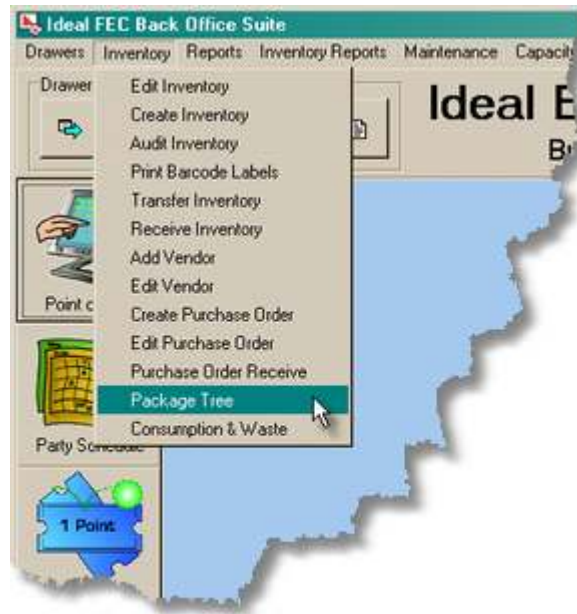 Ideal FEC Back Office Suite
Drawers Inventory Reports Inventory Reports Maintenance
Drawer
Ideal
Edit Inventory
Create Inventory
Audit Inventory
Print Barcode Labels
Transfer Inventory
Receive Inventory
Add Vendor
Edit Vendor
Create Purchase Order
Edit Purchase Order
Purchase Order Receive
Package Tree
Consumption & Waste
Point
Party
1 Point